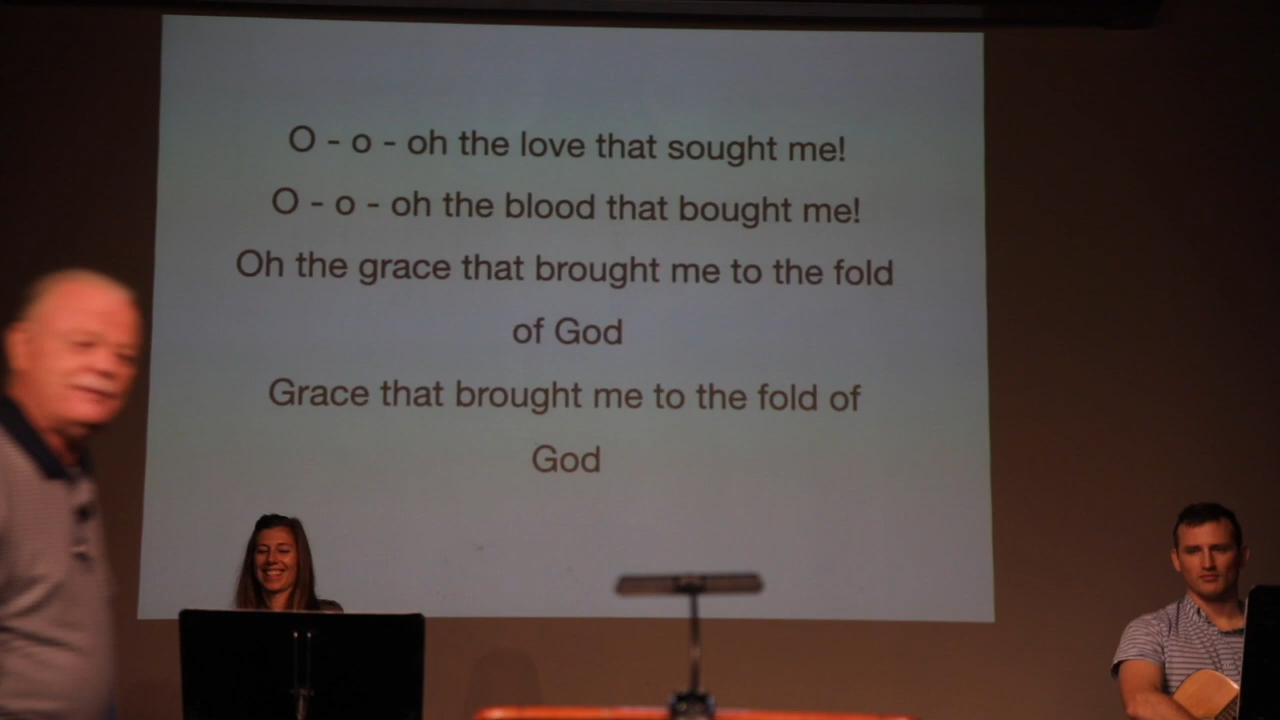 O - o - oh the love that sought me!
O - o - oh the blood that bought me!
Oh the grace that brought me to the fold
of God
Grace that brought me to the fold of
God